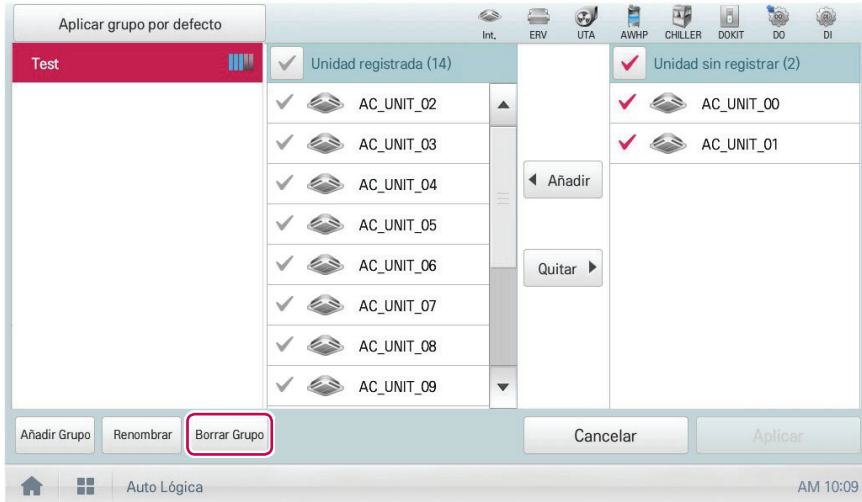 Aplicar grupo por defecto
Int.
ERV
UTA
AWHP
CHILLER
DOKIT
DO
DI
Test
Unidad registrada (14)
AC_UNIT_02
AC_UNIT_03
AC_UNIT_04
AC_UNIT_05
AC_UNIT_06
AC_UNIT_07
AC_UNIT_08
AC_UNIT_09
Añadir
Quitar
Unidad sin registrar (2)
AC_UNIT_00
AC_UNIT_01
Añadir Grupo
Renombrar
Borrar Grupo
Cancelar
Aplicar
Auto Lógica
AM 10:09